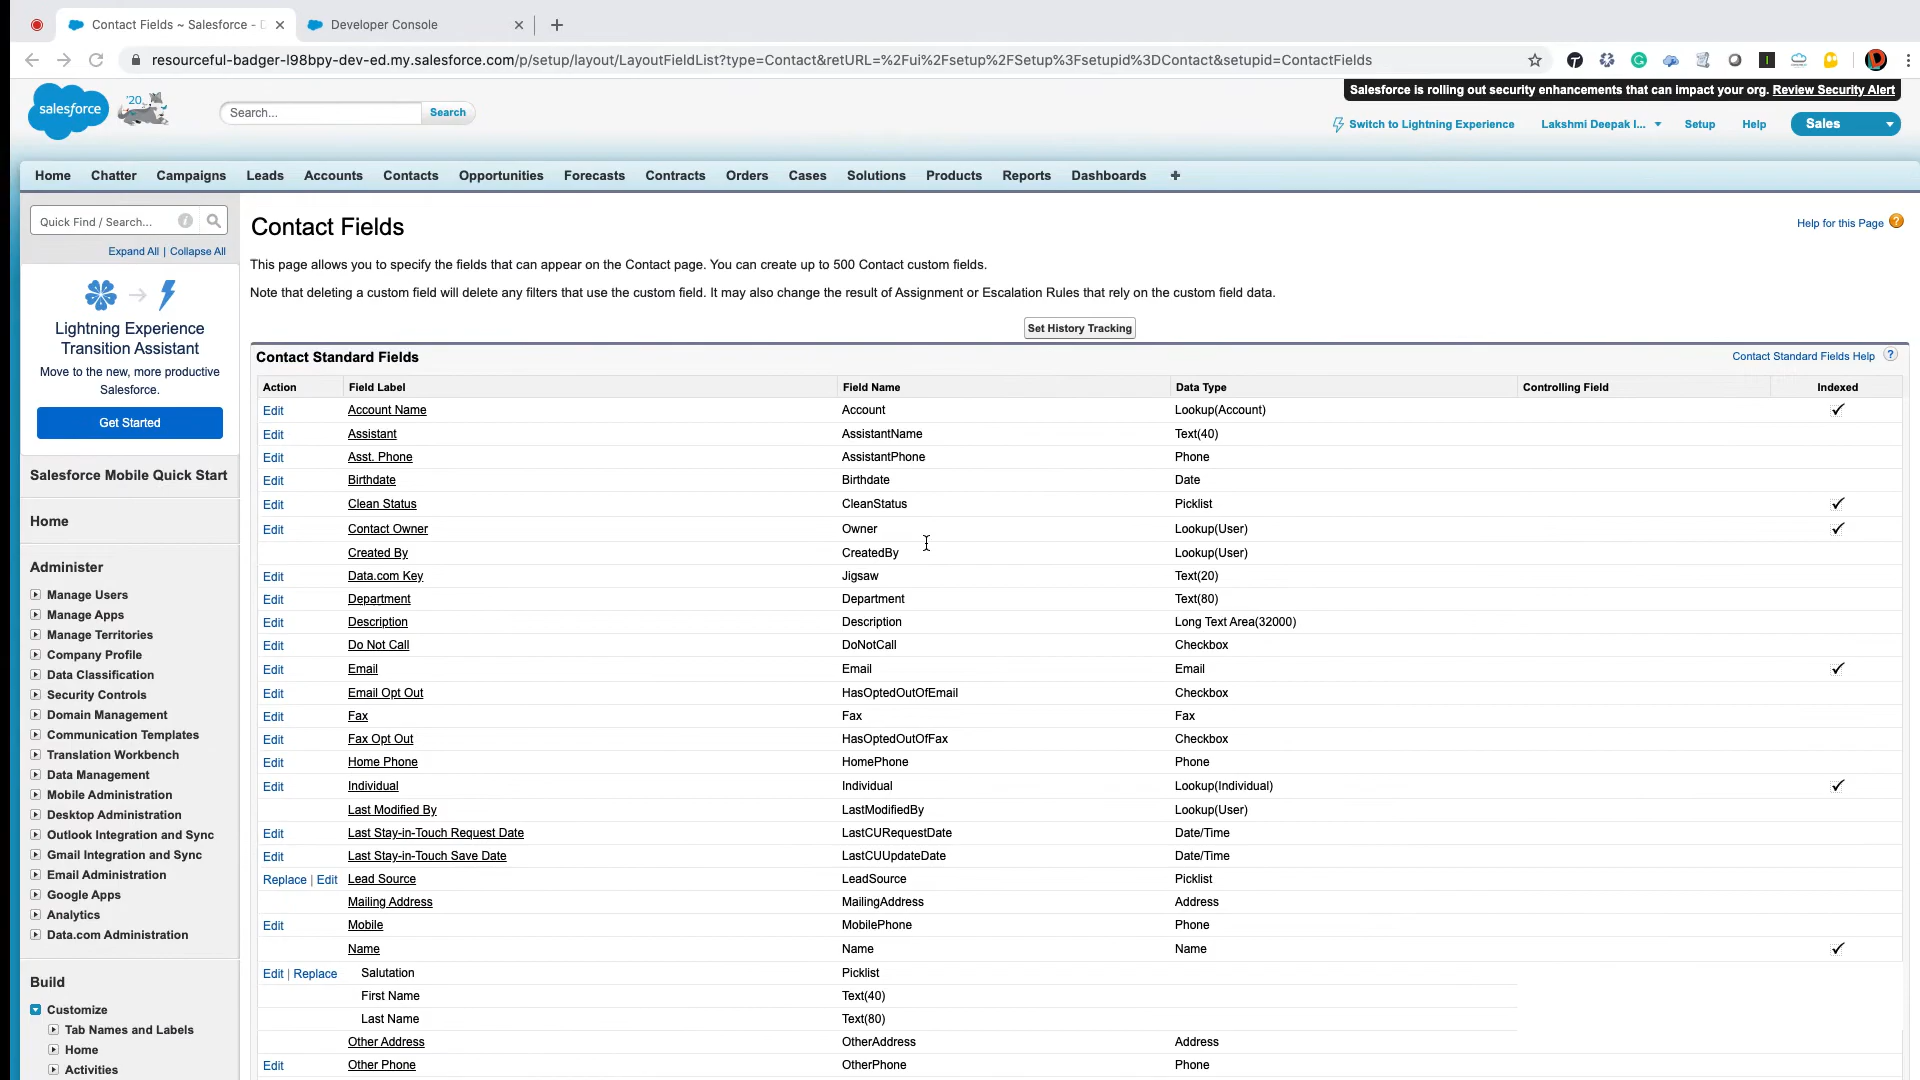 Contact Fields ~ Salesforce - D
Developer Console
resourceful-badger-l98bpy-dev-ed.my.salesforce.com/p/setup/layout/LayoutFieldList?type=Contact&retURL=%2Fui%2Fsetup%2FSetup%3Fsetupid%3DContact&setupid=ContactFields
Salesforce is rolling out security enhancements that can impact your org. Review Security Alert
salesforce
'20
Search...
Search
Switch to Lightning Experience
Lakshmi Deepak I...
Setup
Help
Sales
Home Chatter Campaigns Leads Accounts Contacts Opportunities Forecasts Contracts Orders Cases Solutions Products Reports Dashboards +
Quick Find / Search...
Expand All | Collapse All
Lightning Experience
Transition Assistant
Move to the new, more productive
Salesforce.
Get Started
Salesforce Mobile Quick Start
Home
Administer
Manage Users
Manage Apps
Manage Territories
Company Profile
Data Classification
Security Controls
Domain Management
Communication Templates
Translation Workbench
Data Management
Mobile Administration
Desktop Administration
Outlook Integration and Sync
Gmail Integration and Sync
Email Administration
Google Apps
Analytics
Data.com Administration
Build
Customize
Tab Names and Labels
Home
Activities
Contact Fields
Help for this Page ?
This page allows you to specify the fields that can appear on the Contact page. You can create up to 500 Contact custom fields.
Note that deleting a custom field will delete any filters that use the custom field. It may also change the result of Assignment or Escalation Rules that rely on the custom field data.
Set History Tracking
Contact Standard Fields
Contact Standard Fields Help ?
Action Field Label Field Name Data Type Controlling Field Indexed
Edit Account Name Account Lookup(Account) ✓
Edit Assistant AssistantName Text(40)
Edit Asst. Phone AssistantPhone Phone
Edit Birthdate Birthdate Date
Edit Clean Status CleanStatus Picklist ✓
Edit Contact Owner Owner Lookup(User) ✓
Created By CreatedBy Lookup(User)
Edit Data.com Key Jigsaw Text(20)
Edit Department Department Text(80)
Edit Description Description Long Text Area(32000)
Edit Do Not Call DoNotCall Checkbox
Edit Email Email Email ✓
Edit Email Opt Out HasOptedOutOfEmail Checkbox
Edit Fax Fax Fax
Edit Fax Opt Out HasOptedOutOfFax Checkbox
Edit Home Phone HomePhone Phone
Edit Individual Individual Lookup(Individual) ✓
Last Modified By LastModifiedBy Lookup(User)
Edit Last Stay-in-Touch Request Date LastCURequestDate Date/Time
Edit Last Stay-in-Touch Save Date LastCUUpdateDate Date/Time
Replace | Edit Lead Source LeadSource Picklist
Mailing Address MailingAddress Address
Edit Mobile MobilePhone Phone
Name Name Name ✓
Edit | Replace Salutation Picklist
First Name Text(40)
Last Name Text(80)
Other Address OtherAddress Address
Edit Other Phone OtherPhone Phone